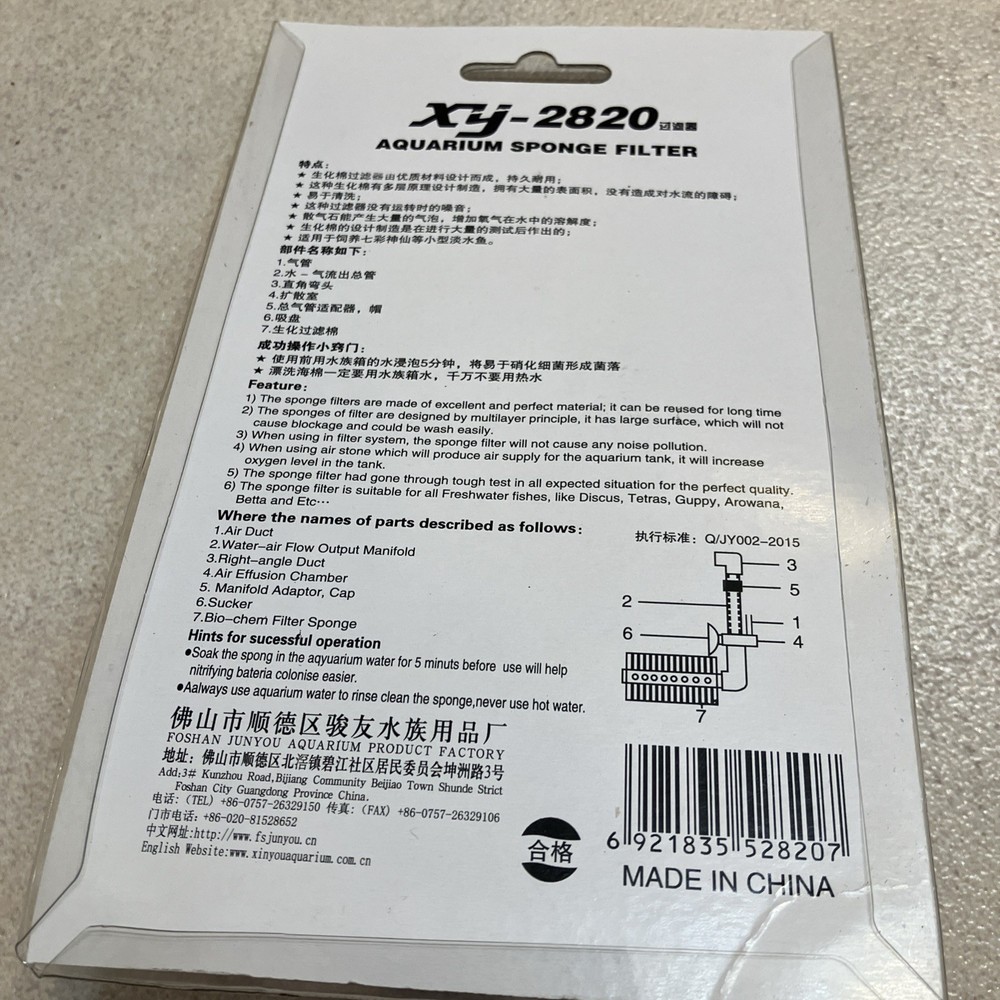 XY-2820过滤器
AQUARIUM SPONGE FILTER
特点：
★ 生化棉过滤器由优质材料设计而成，持久耐用；
★ 这种生化棉有多层原理设计制造，拥有大量的表面积，没有造成对水流的障碍；
★ 易于清洗；
★ 这种过滤器没有运转时的噪音；
★ 散气石能产生大量的气泡，增加氧气在水中的溶解度；
★ 生化棉的设计制造是在进行大量的测试后作出的；
★ 适用于饲养七彩神仙等小型淡水鱼。
部件名称如下：
1.气管
2.水－气流出总管
3.直角弯头
4.扩散室
5.总气管适配器，帽
6.吸盘
7.生化过滤棉
成功操作小窍门：
★ 使用前用水族箱的水浸泡5分钟，将易于硝化细菌形成菌落
★ 漂洗海棉一定要用水族箱水，千万不要用热水
Feature:
1) The sponge filters are made of excellent and perfect material; it can be reused for long time
2) The sponges of filter are designed by multilayer principle, it has large surface, which will not
cause blockage and could be wash easily.
3) When using in filter system, the sponge filter will not cause any noise pollution.
4) When using air stone which will produce air supply for the aquarium tank, it will increase
oxygen level in the tank.
5) The sponge filter had gone through tough test in all expected situation for the perfect quality.
6) The sponge filter is suitable for all Freshwater fishes, like Discus, Tetras, Guppy, Arowana,
Betta and Etc…
Where the names of parts described as follows:
1.Air Duct
2.Water-air Flow Output Manifold
3.Right-angle Duct
4.Air Effusion Chamber
5. Manifold Adaptor, Cap
6.Sucker
7.Bio-chem Filter Sponge
执行标准：Q/JY002-2015
3
5
2
1
6
4
7
Hints for sucessful operation
●Soak the spong in the aqyuarium water for 5 minuts before use will help
nitrifying bateria colonise easier.
●Aalways use aquarium water to rinse clean the sponge,never use hot water.
佛山市顺德区骏友水族用品厂
FOSHAN JUNYOU AQUARIUM PRODUCT FACTORY
地址：佛山市顺德区北滘镇碧江社区居民委员会坤洲路3号
Add:3# Kunzhou Road,Bijiang Community Beijiao Town Shunde Strict
Foshan City Guangdong Province China.
电话：(TEL) +86-0757-26329150 传真：(FAX) +86-0757-26329106
门市电话：+86-020-81528652
中文网址:http://www.fsjunyou.cn
English Website:www.xinyouaquarium.com.cn
合格
6 921835 528207
MADE IN CHINA